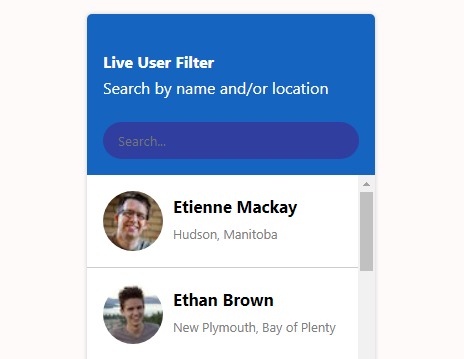 Live User Filter
Search by name and/or location
Search...
Etienne Mackay
Hudson, Manitoba
Ethan Brown
New Plymouth, Bay of Plenty